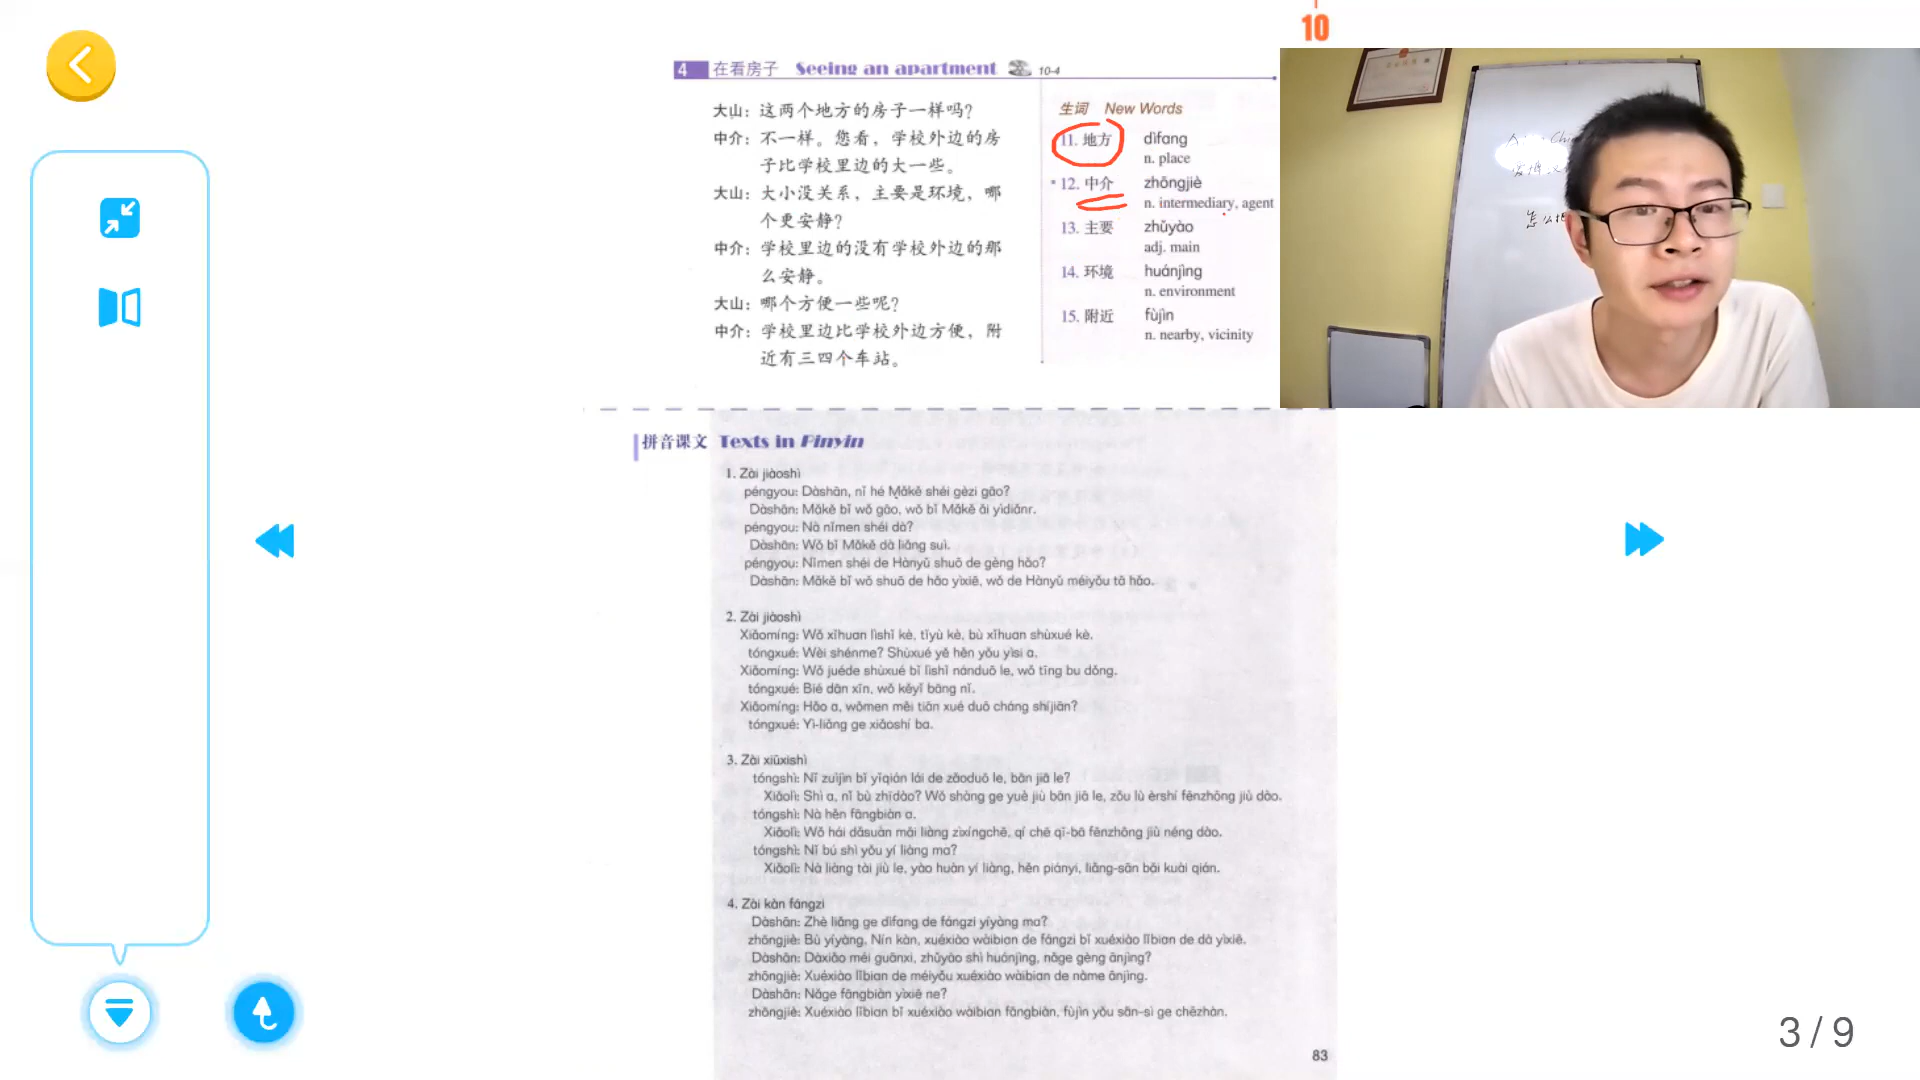 10
4 在看房子 Seeing an apartment 10-4
大山：这两个地方的房子一样吗？
中介：不一样。您看，学校外边的房
子比学校里边的大一些。
大山：大小没关系，主要是环境，哪
个更安静？
中介：学校里边的没有学校外边的那
么安静。
大山：哪个方便一些呢？
中介：学校里边比学校外边方便，附
近有三四个车站。
生词 New Words
11. 地方 dìfang
n. place
* 12. 中介 zhōngjiè
n. intermediary, agent
13. 主要 zhǔyào
adj. main
14. 环境 huánjìng
n. environment
15. 附近 fùjìn
n. nearby, vicinity
拼音课文 Texts in Pinyin
1. Zài jiàoshì
péngyou: Dàshān, nǐ hé Mǎkè shéi gèzi gāo?
Dàshān: Mǎkè bǐ wǒ gāo, wǒ bǐ Mǎkè ǎi yìdiǎnr.
péngyou: Nà nǐmen shéi dà?
Dàshān: Wǒ bǐ Mǎkè dà liǎng suì.
péngyou: Nǐmen shéi de Hànyǔ shuō de gèng hǎo?
Dàshān: Mǎkè bǐ wǒ shuō de hǎo yìxiē, wǒ de Hànyǔ méiyǒu tā hǎo.
2. Zài jiàoshì
Xiǎomíng: Wǒ xǐhuan lìshǐ kè, tǐyù kè, bù xǐhuan shùxué kè.
tóngxué: Wèi shénme? Shùxué yě hěn yǒu yìsi a.
Xiǎomíng: Wǒ juéde shùxué bǐ lìshǐ nánduō le, wǒ tīng bu dǒng.
tóngxué: Bié dān xīn, wǒ kěyǐ bāng nǐ.
Xiǎomíng: Hǎo a, wǒmen měi tiān xué duō cháng shíjiān?
tóngxué: Yì-liǎng ge xiǎoshí ba.
3. Zài xiūxishì
tóngshì: Nǐ zuìjìn bǐ yǐqián lái de zǎoduō le, bān jiā le?
Xiǎolì: Shì a, nǐ bù zhīdào? Wǒ shàng ge yuè jiù bān jiā le, zǒu lù èrshí fēnzhōng jiù dào.
tóngshì: Nà hěn fāngbiàn a.
Xiǎolì: Wǒ hái dǎsuàn mǎi liàng zìxíngchē, qí chē qī-bā fēnzhōng jiù néng dào.
tóngshì: Nǐ bú shì yǒu yí liàng ma?
Xiǎolì: Nà liàng tài jiù le, yào huàn yí liàng, hěn piányi, liǎng-sān bǎi kuài qián.
4. Zài kàn fángzi
Dàshān: Zhè liǎng ge dìfang de fángzi yíyàng ma?
zhōngjiè: Bù yíyàng. Nín kàn, xuéxiào wàibian de fángzi bǐ xuéxiào lǐbian de dà yìxiē.
Dàshān: Dàxiǎo méi guānxi, zhǔyào shì huánjìng, nǎge gèng ānjìng?
zhōngjiè: Xuéxiào lǐbian de méiyǒu xuéxiào wàibian de nàme ānjìng.
Dàshān: Nǎge fāngbiàn yìxiē ne?
zhōngjiè: Xuéxiào lǐbian bǐ xuéxiào wàibian fāngbiàn, fùjìn yǒu sān-sì ge chēzhàn.
83
3 / 9